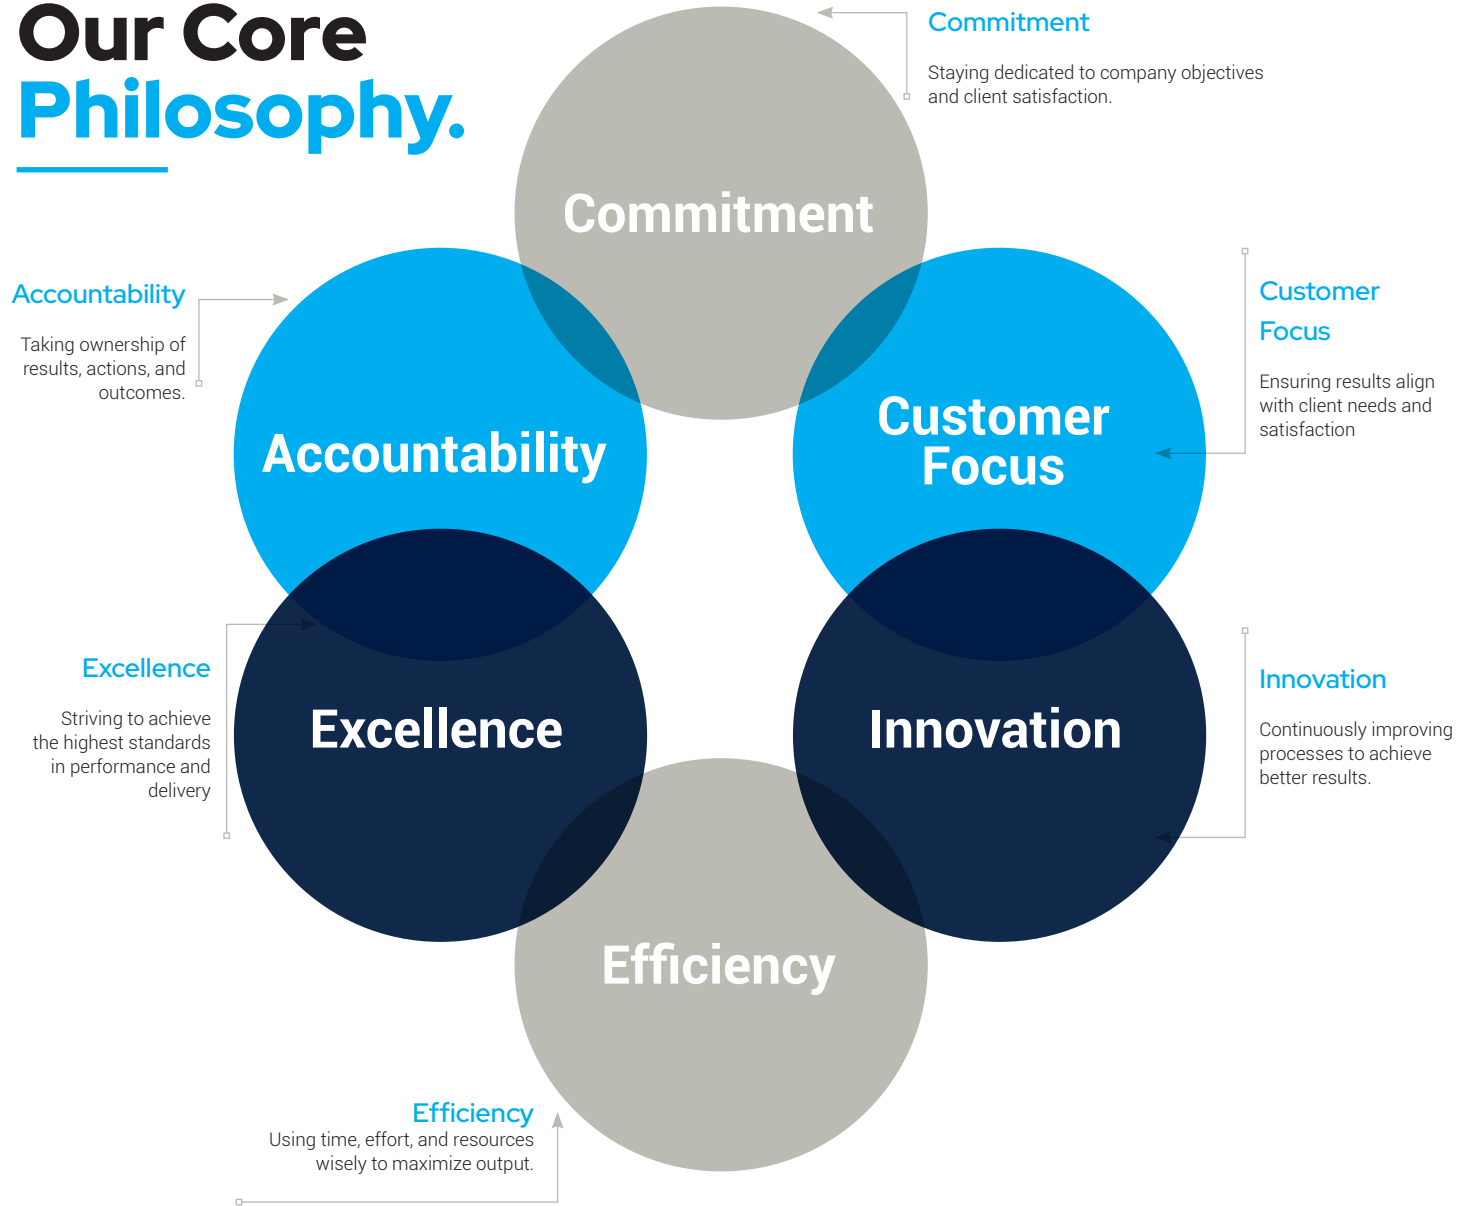 Our Core
Philosophy.
Commitment
Staying dedicated to company objectives
and client satisfaction.
Commitment
Accountability
Taking ownership of
results, actions, and
outcomes.
Accountability
Customer
Focus
Customer
Focus
Ensuring results align
with client needs and
satisfaction
Excellence
Striving to achieve
the highest standards
in performance and
delivery
Excellence
Innovation
Innovation
Continuously improving
processes to achieve
better results.
Efficiency
Efficiency
Using time, effort, and resources
wisely to maximize output.